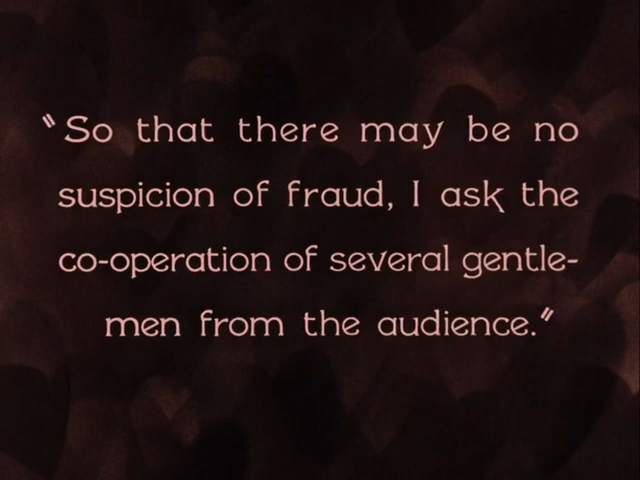 "So that there may be no
suspicion of fraud, I ask the
co-operation of several gentle-
men from the audience."